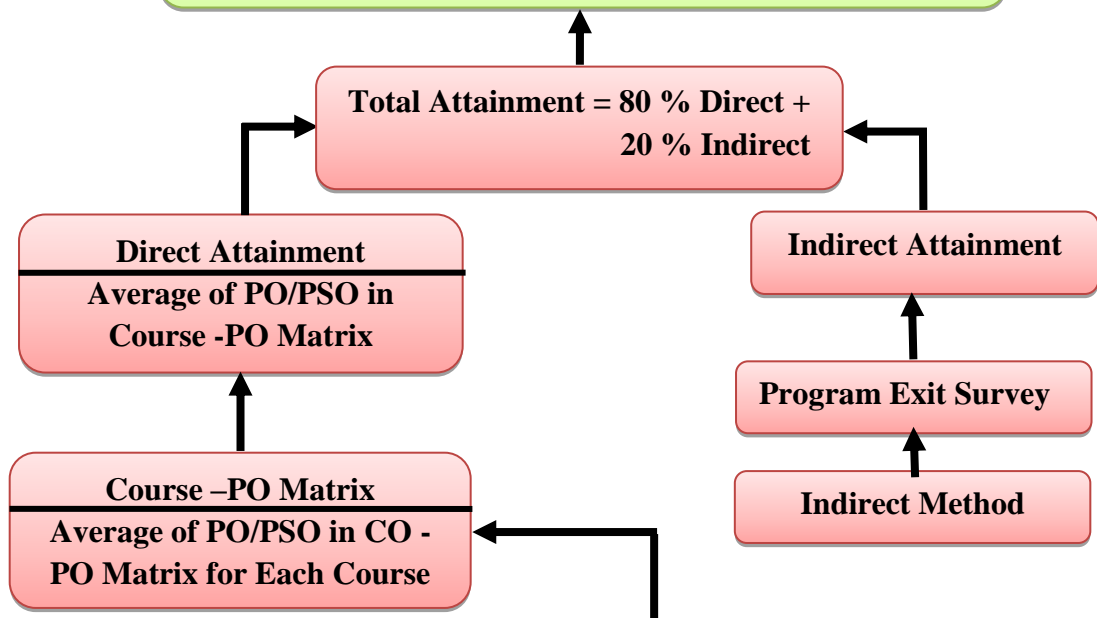 Total Attainment = 80 % Direct +
20 % Indirect
Direct Attainment
Average of PO/PSO in
Course -PO Matrix
Indirect Attainment
Program Exit Survey
Indirect Method
Course –PO Matrix
Average of PO/PSO in CO -
PO Matrix for Each Course